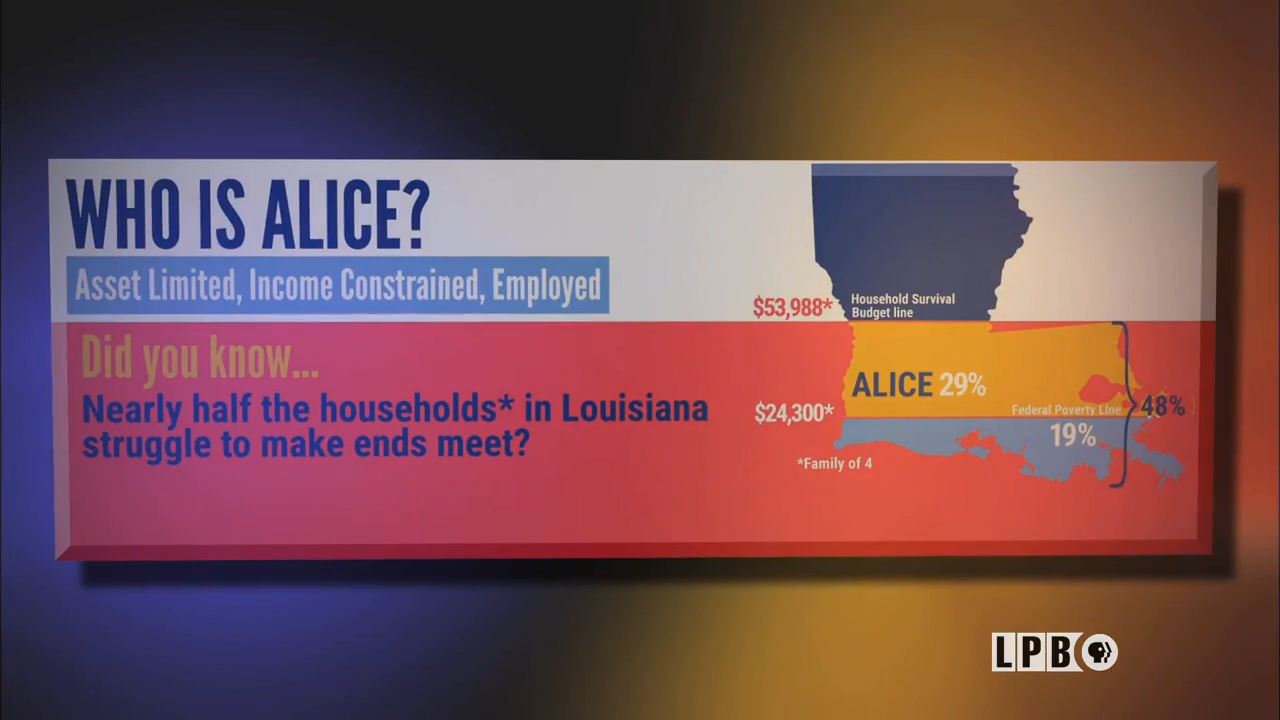 WHO IS ALICE?
Asset Limited, Income Constrained, Employed
Did you know...
Nearly half the households* in Louisiana
struggle to make ends meet?
$53,988*
Household Survival
Budget line
ALICE 29%
$24,300*
Federal Poverty Line
48%
19%
*Family of 4
LPB